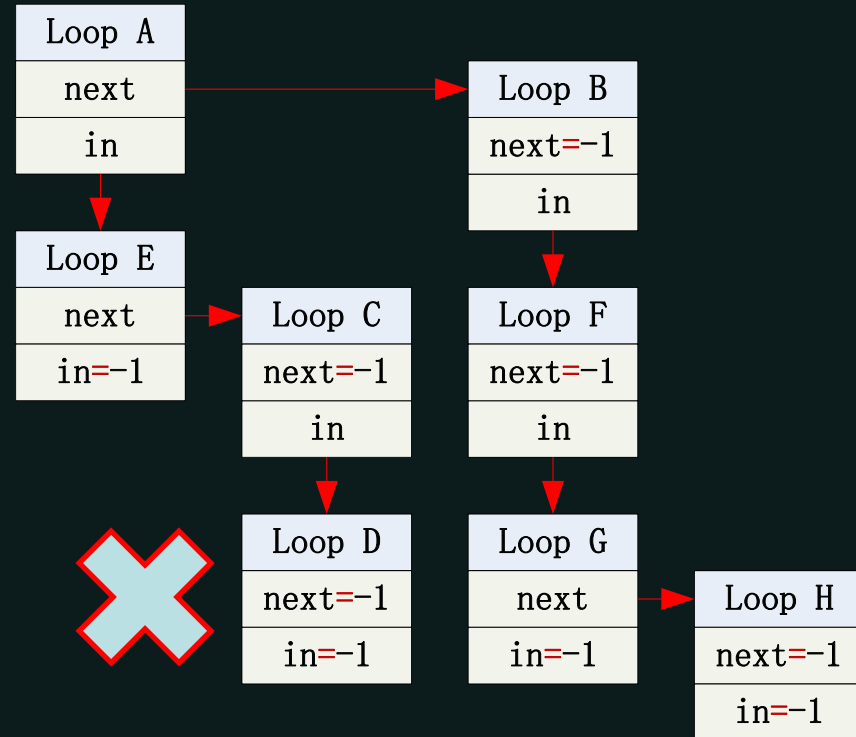 Loop A
next
in
Loop B
next=-1
in
Loop E
next
in=-1
Loop C
next=-1
in
Loop F
next=-1
in
Loop D
next=-1
in=-1
Loop G
next
in=-1
Loop H
next=-1
in=-1